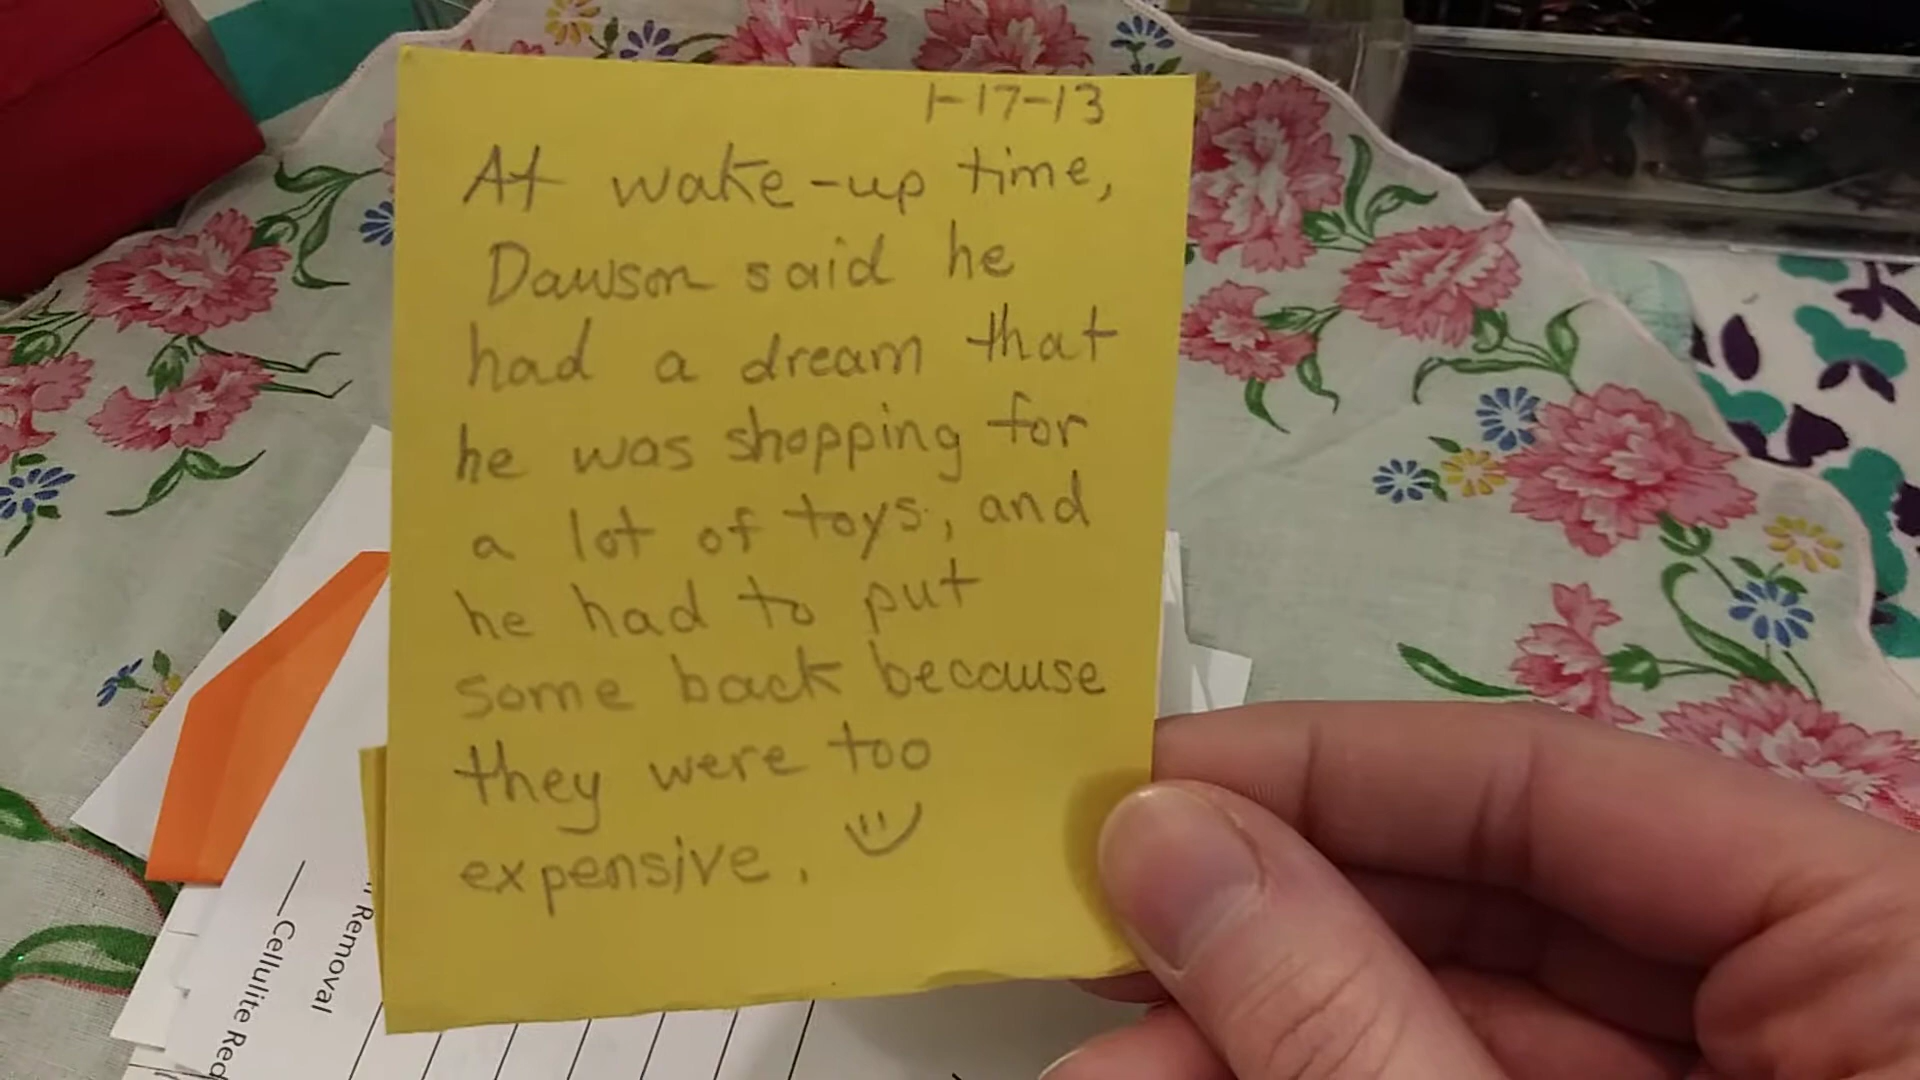 1-17-13
At wake-up time,
Dawson said he
had a dream that
he was shopping for
a lot of toys, and
he had to put
some back because
they were too
expensive.
Removal
Cellulite Red